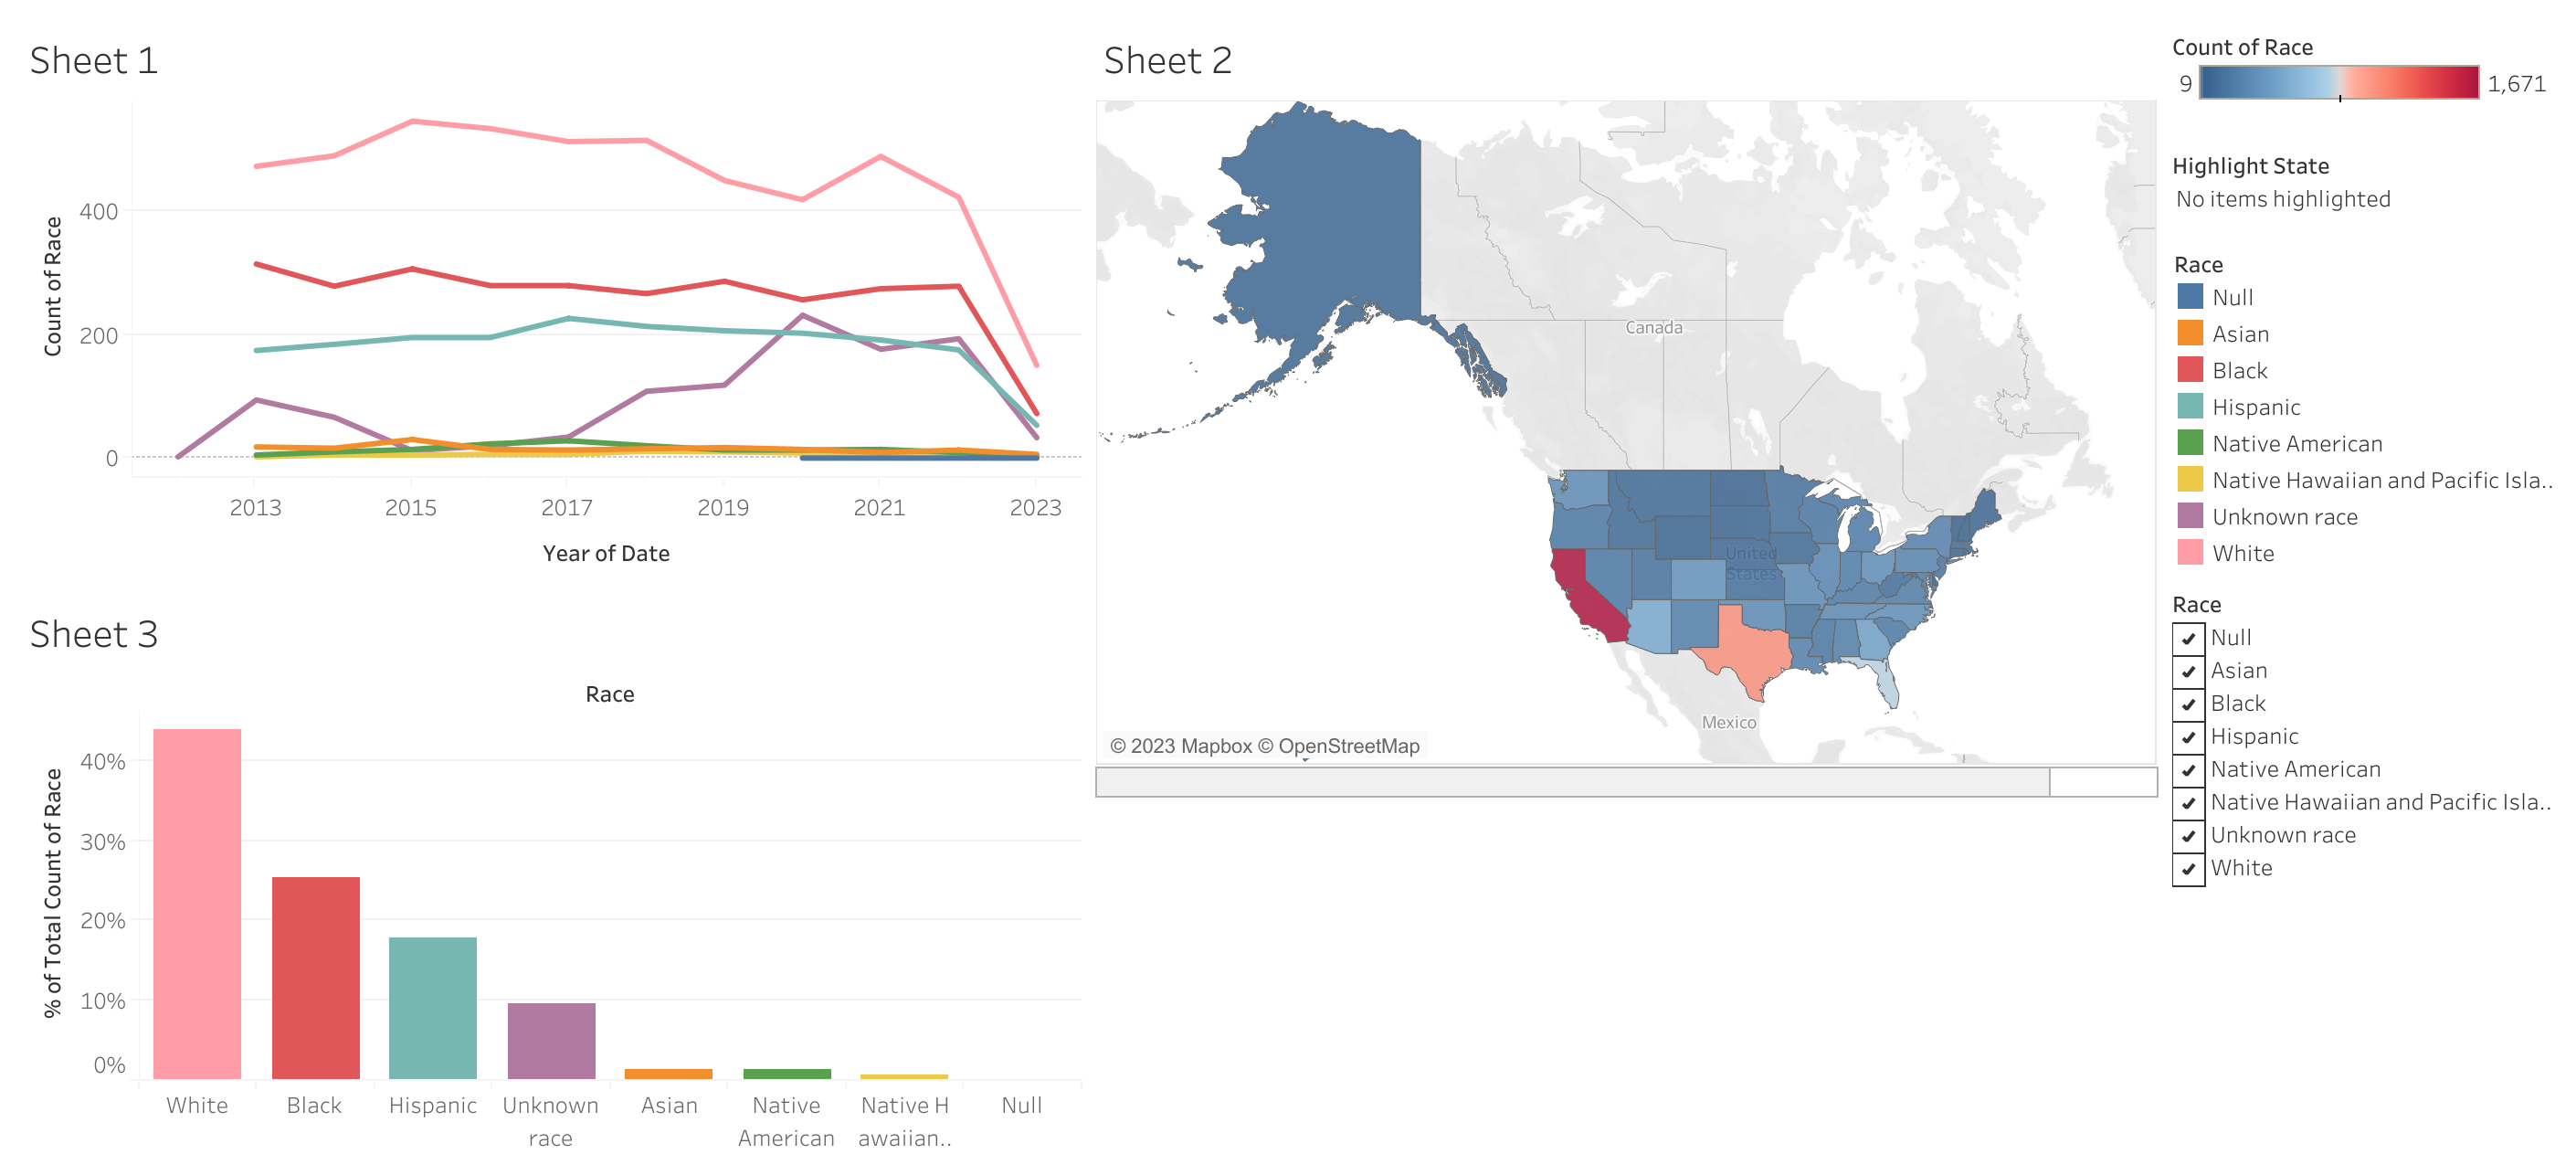 Sheet 1
Count of Race
400
200
0
2013
2015
2017
2019
2021
2023
Year of Date
Sheet 2
Canada
United
States
Mexico
© 2023 Mapbox © OpenStreetMap
Sheet 3
Race
% of Total Count of Race
40%
30%
20%
10%
0%
White
Black
Hispanic
Unknown
race
Asian
Native
American
Native H
awaiian..
Null
Count of Race
9
1,671
Highlight State
No items highlighted
Race
Null
Asian
Black
Hispanic
Native American
Native Hawaiian and Pacific Isla..
Unknown race
White
Race
Null
Asian
Black
Hispanic
Native American
Native Hawaiian and Pacific Isla..
Unknown race
White